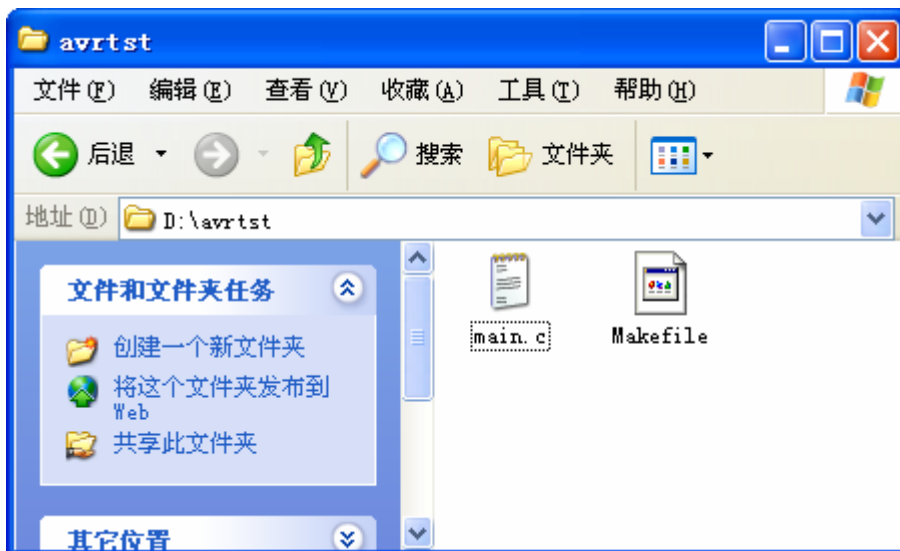 avrtst
文件(F) 编辑(E) 查看(V) 收藏(A) 工具(T) 帮助(H)
后退 搜索 文件夹
地址(D) D:\avrtst
文件和文件夹任务
创建一个新文件夹
将这个文件夹发布到
Web
共享此文件夹
其它位置
main.c Makefile